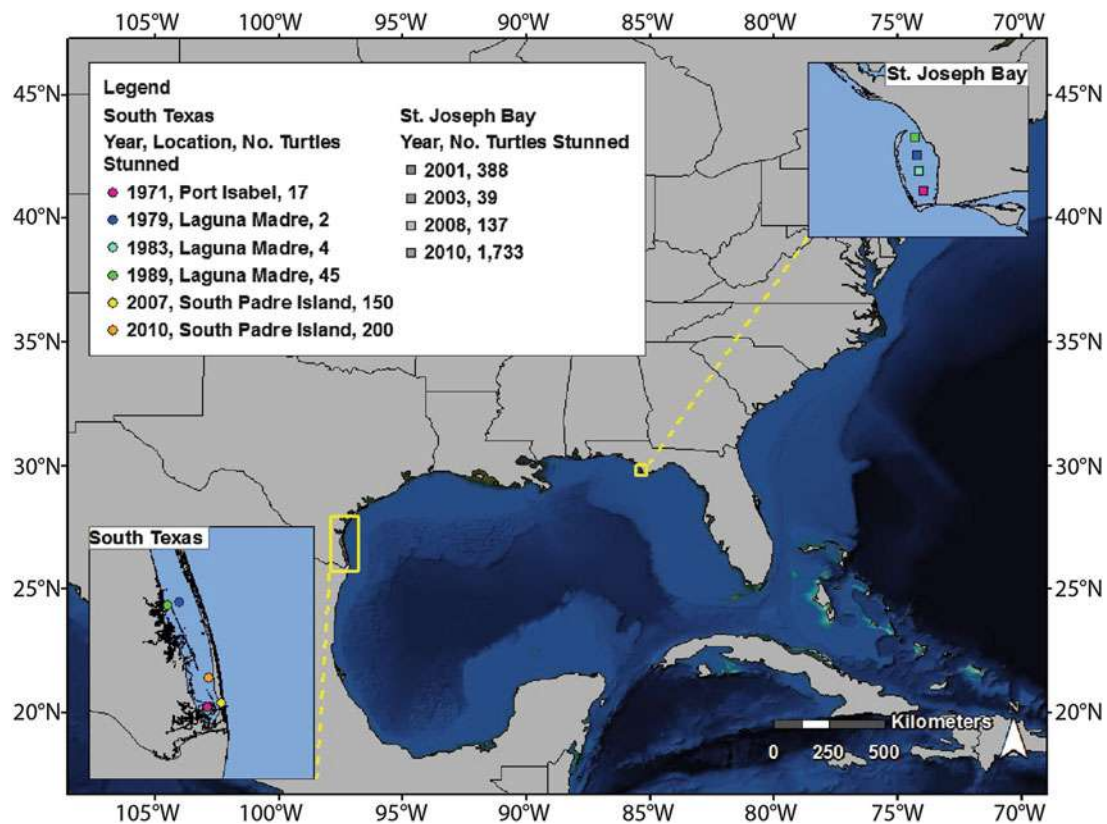 105°W 100°W 95°W 90°W 85°W 80°W 75°W 70°W
45°N
40°N
35°N
30°N
25°N
20°N
Legend
South Texas
Year, Location, No. Turtles
Stunned
1971, Port Isabel, 17
1979, Laguna Madre, 2
1983, Laguna Madre, 4
1989, Laguna Madre, 45
2007, South Padre Island, 150
2010, South Padre Island, 200
St. Joseph Bay
Year, No. Turtles Stunned
2001, 388
2003, 39
2008, 137
2010, 1,733
St. Joseph Bay
South Texas
45°N
40°N
35°N
30°N
25°N
20°N
N
Kilometers
0 250 500
105°W 100°W 95°W 90°W 85°W 80°W 75°W 70°W